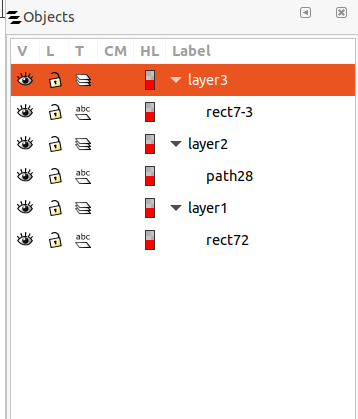 Objects
V L T CM HL Label
layer3
abc rect7-3
layer2
abc path28
layer1
abc rect72